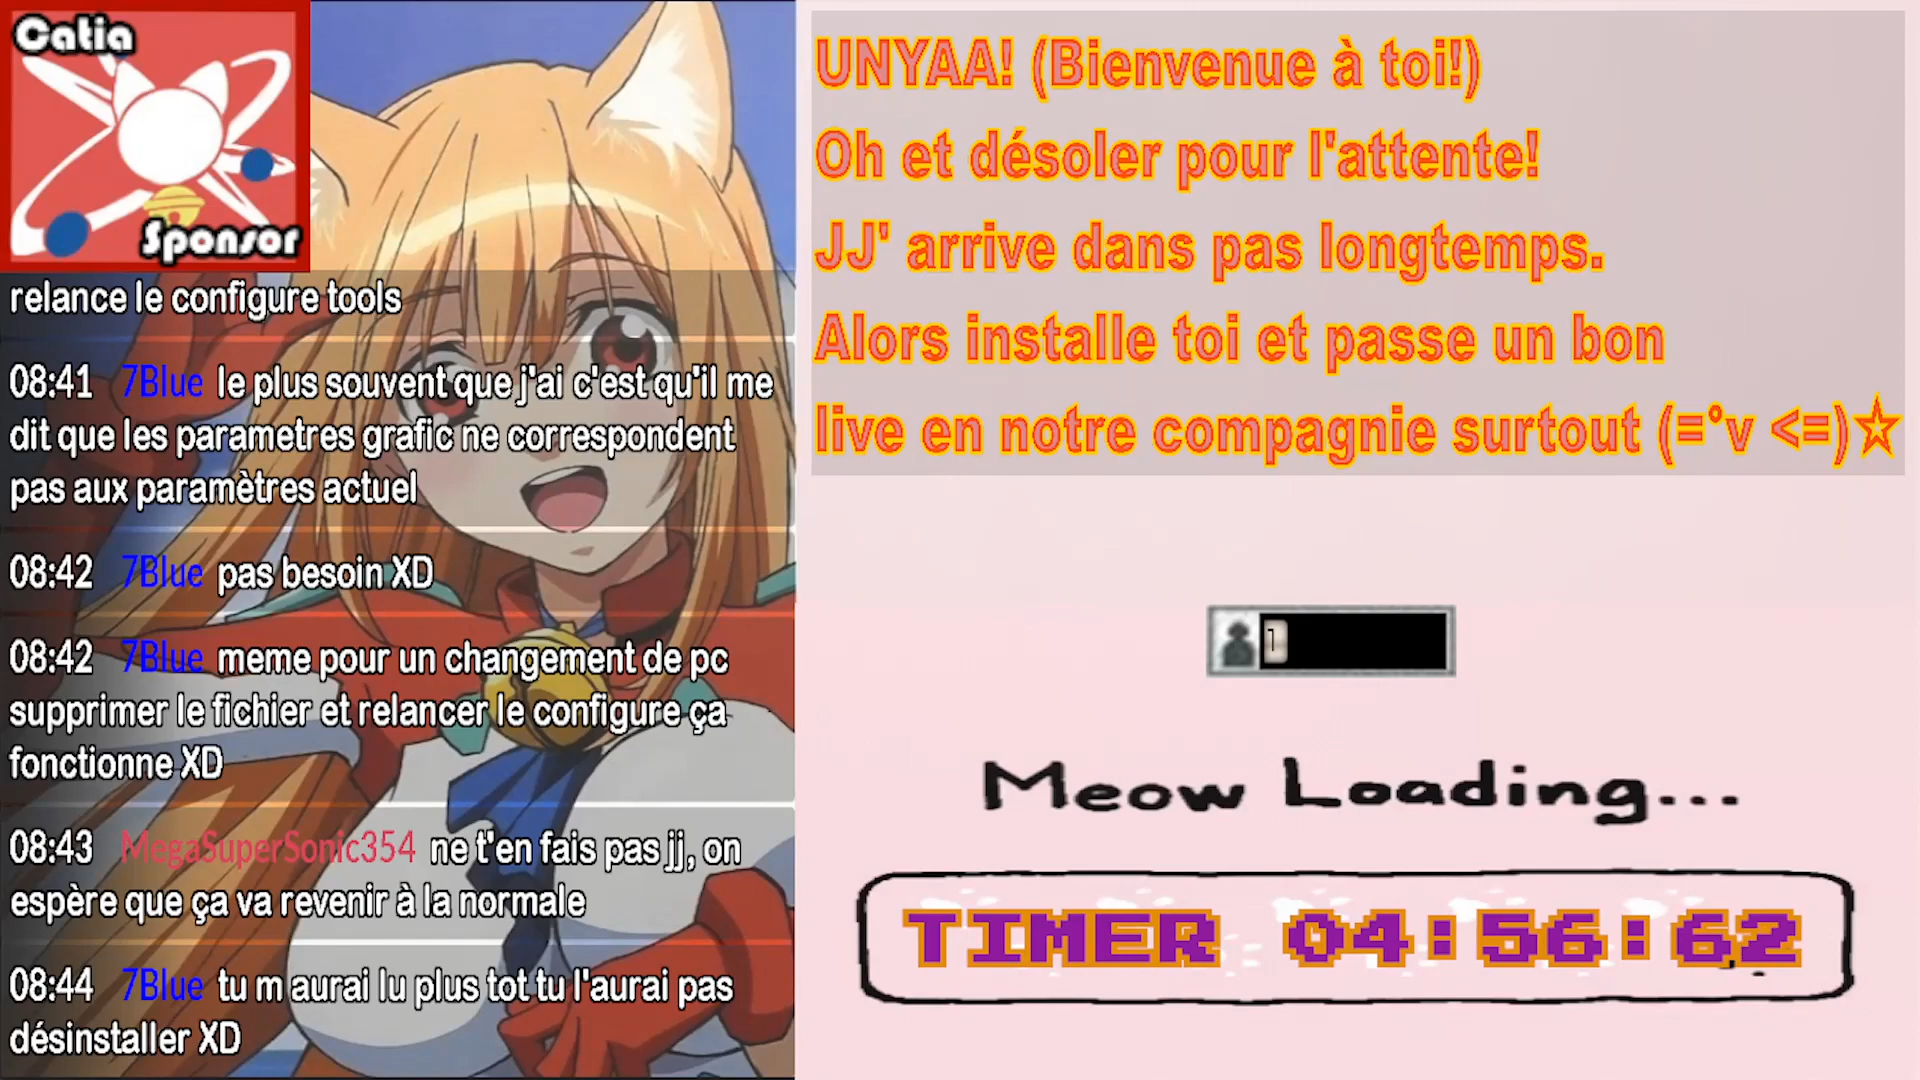 Catia
Sponsor
relance le configure tools
08:41 7Blue le plus souvent que j'ai c'est qu'il me
dit que les parametres grafic ne correspondent
pas aux paramètres actuel
08:42 7Blue pas besoin XD
08:42 7Blue meme pour un changement de pc
supprimer le fichier et relancer le configure ça
fonctionne XD
08:43 MegaSuperSonic354 ne t'en fais pas jj, on
espère que ça va revenir à la normale
08:44 7Blue tu m aurai lu plus tot tu l'aurai pas
désinstaller XD
UNYAA! (Bienvenue à toi!)
Oh et désoler pour l'attente!
JJ' arrive dans pas longtemps.
Alors installe toi et passe un bon
live en notre compagnie surtout (=°v <=)☆
1
Meow Loading...
TIMER 04:56:62